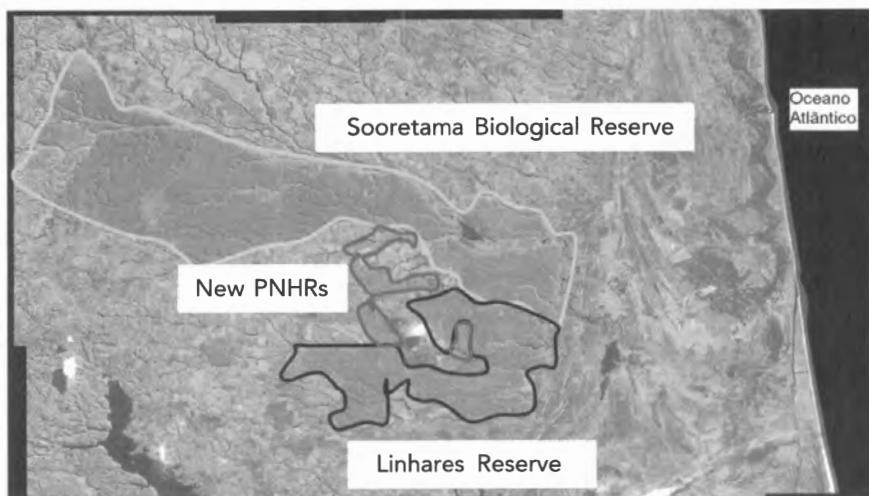 Oceano
Atlântico
Sooretama Biological Reserve
New PNHRs
Linhares Reserve